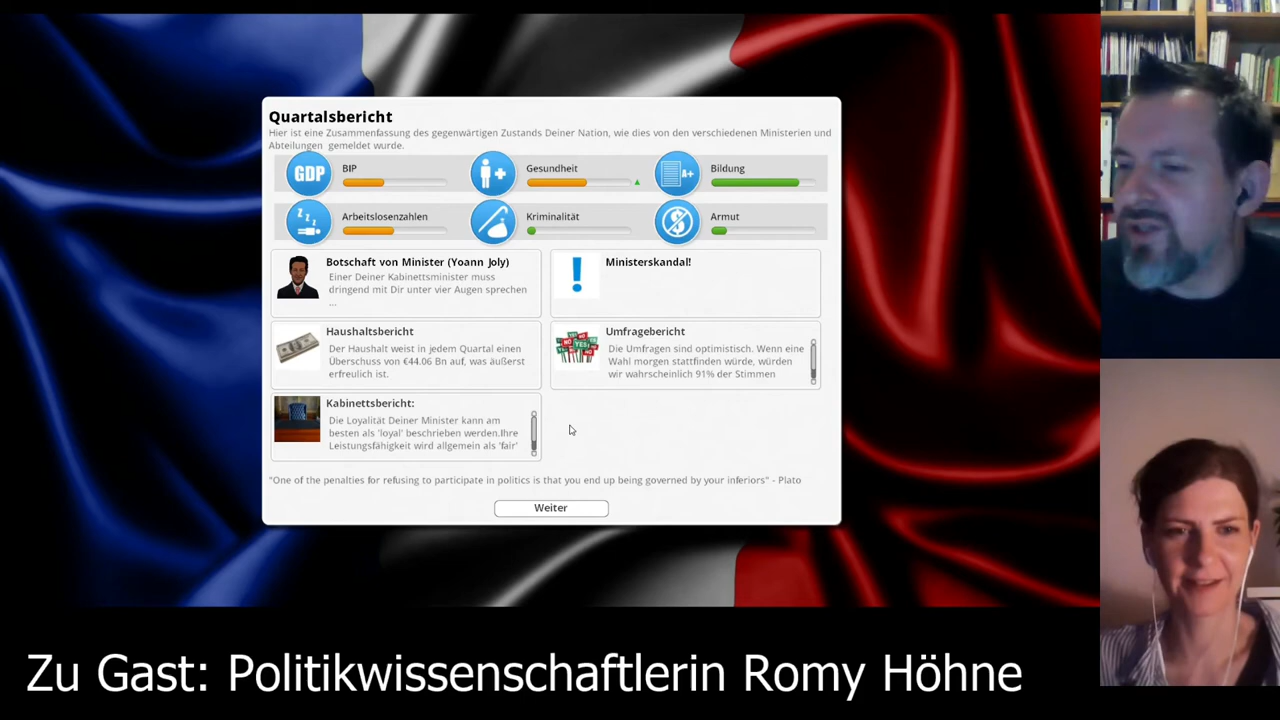 Quartalsbericht
Hier ist eine Zusammenfassung des gegenwärtigen Zustands Deiner Nation, wie dies von den verschiedenen Ministerien und
Abteilungen gemeldet wurde.
GDP
BIP
Gesundheit
A+
Bildung
Z Z Z
Arbeitslosenzahlen
Kriminalität
Armut
Botschaft von Minister (Yoann Joly)
Einer Deiner Kabinettsminister muss
dringend mit Dir unter vier Augen sprechen
...
Ministerskandal!
Haushaltsbericht
Der Haushalt weist in jedem Quartal einen
Überschuss von €44.06 Bn auf, was äußerst
erfreulich ist.
Umfragebericht
Die Umfragen sind optimistisch. Wenn eine
Wahl morgen stattfinden würde, würden
wir wahrscheinlich 91% der Stimmen
Kabinettsbericht:
Die Loyalität Deiner Minister kann am
besten als 'loyal' beschrieben werden.Ihre
Leistungsfähigkeit wird allgemein als 'fair'
"One of the penalties for refusing to participate in politics is that you end up being governed by your inferiors" - Plato
Weiter
Zu Gast: Politikwissenschaftlerin Romy Höhne